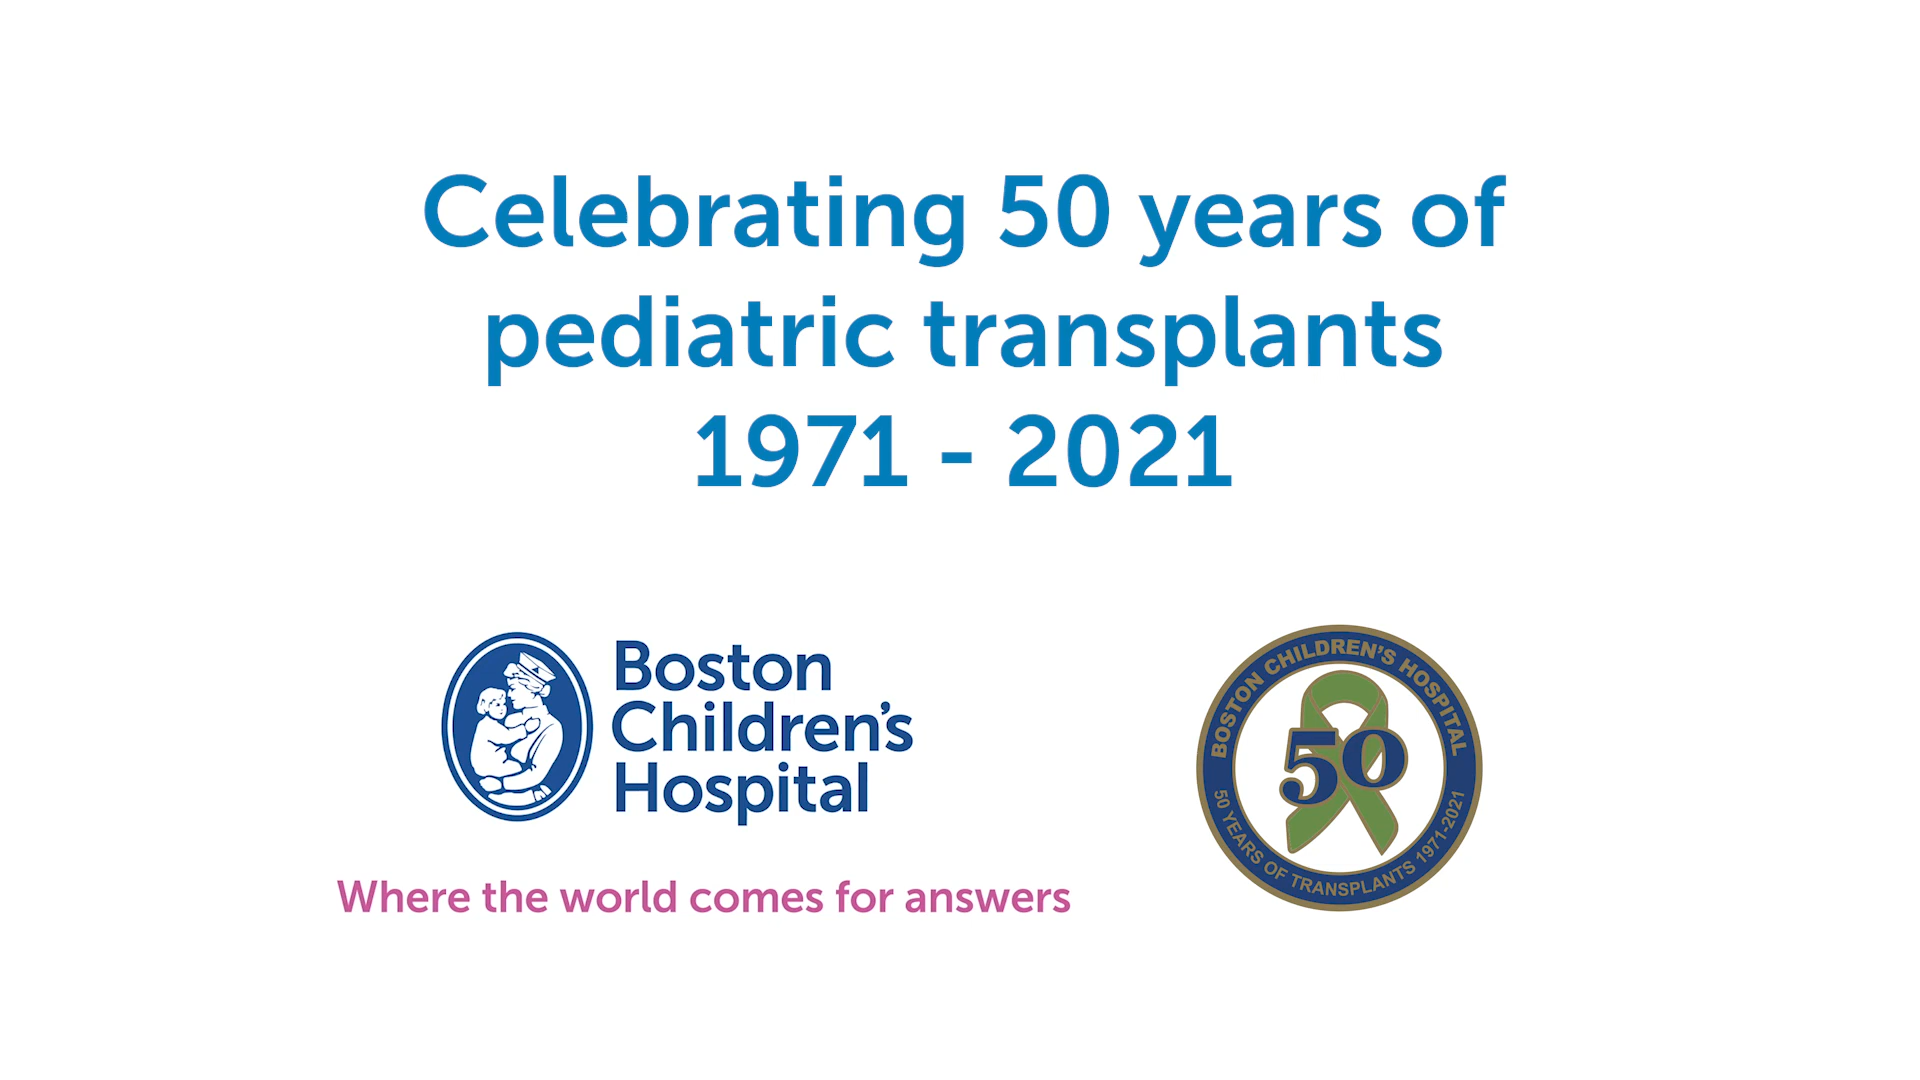 Celebrating 50 years of
pediatric transplants
1971 - 2021
Boston
Children's
Hospital
Where the world comes for answers
BOSTON CHILDREN'S HOSPITAL
50
50 YEARS OF TRANSPLANTS 1971-2021